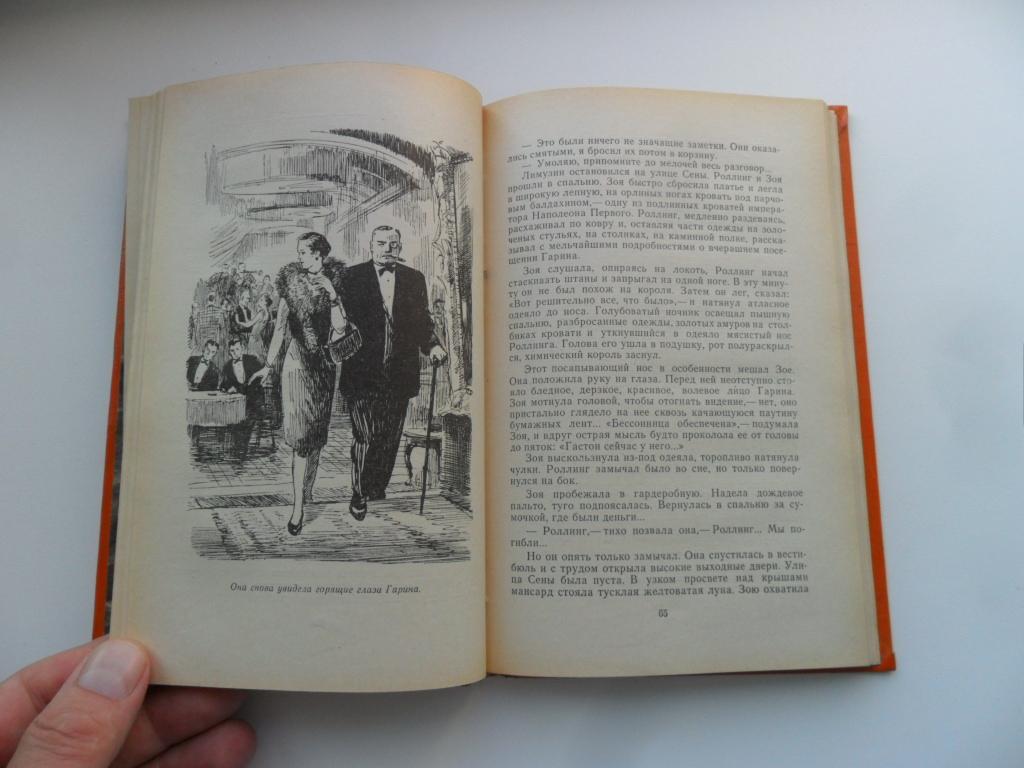 Она снова увидела горящие глаза Гарина.
— Это были ничего не значащие заметки. Они оказа-
лись смятыми, я бросил их потом в корзину.
— Умоляю, припомните до мелочей весь разговор...
Лимузин остановился на улице Сены. Роллинг и Зоя
прошли в спальню. Зоя быстро сбросила платье и легла
в широкую лепную, на орлиных ногах кровать под парчо-
вым балдахином,— одну из подлинных кроватей импера-
тора Наполеона Первого. Роллинг, медленно раздеваясь,
расхаживал по ковру и, оставляя части одежды на золо-
ченых стульях, на столиках, на каминной полке, расска-
зывал с мельчайшими подробностями о вчерашнем посе-
щении Гарина.
Зоя слушала, опираясь на локоть, Роллинг начал
стаскивать штаны и запрыгал на одной ноге. В эту мину-
ту он не был похож на короля. Затем он лег, сказал:
«Вот решительно все, что было»,— и натянул атласное
одеяло до носа. Голубоватый ночник освещал пышную
спальню, разбросанные одежды, золотых амуров на стол-
биках кровати и уткнувшийся в одеяло мясистый нос
Роллинга. Голова его ушла в подушку, рот полураскрыл-
ся, химический король заснул.
Этот посапывающий нос в особенности мешал Зое.
Она положила руку на глаза. Перед ней неотступно сто-
яло бледное, дерзкое, красивое, волевое лицо Гарина.
Зоя мотнула головой, чтобы отогнать видение,— нет, оно
пристально глядело на нее сквозь качающуюся паутину
бумажных лент... «Бессонница обеспечена»,— подумала
Зоя, и вдруг острая мысль будто проколола ее от головы
до пяток: «Гастон сейчас у него...»
Зоя выскользнула из-под одеяла, торопливо натянула
чулки. Роллинг замычал было во сне, но только повер-
нулся на бок.
Зоя пробежала в гардеробную. Надела дождевое
пальто, туго подпоясалась. Вернулась в спальню за су-
мочкой, где были деньги...
— Роллинг,— тихо позвала она,— Роллинг... Мы по-
гибли...
Но он опять только замычал. Она спустилась в вести-
бюль и с трудом открыла высокие выходные двери. Ули-
па Сены была пуста. В узком просвете над крышами
мансард стояла тусклая желтоватая луна. Зою охватила
65